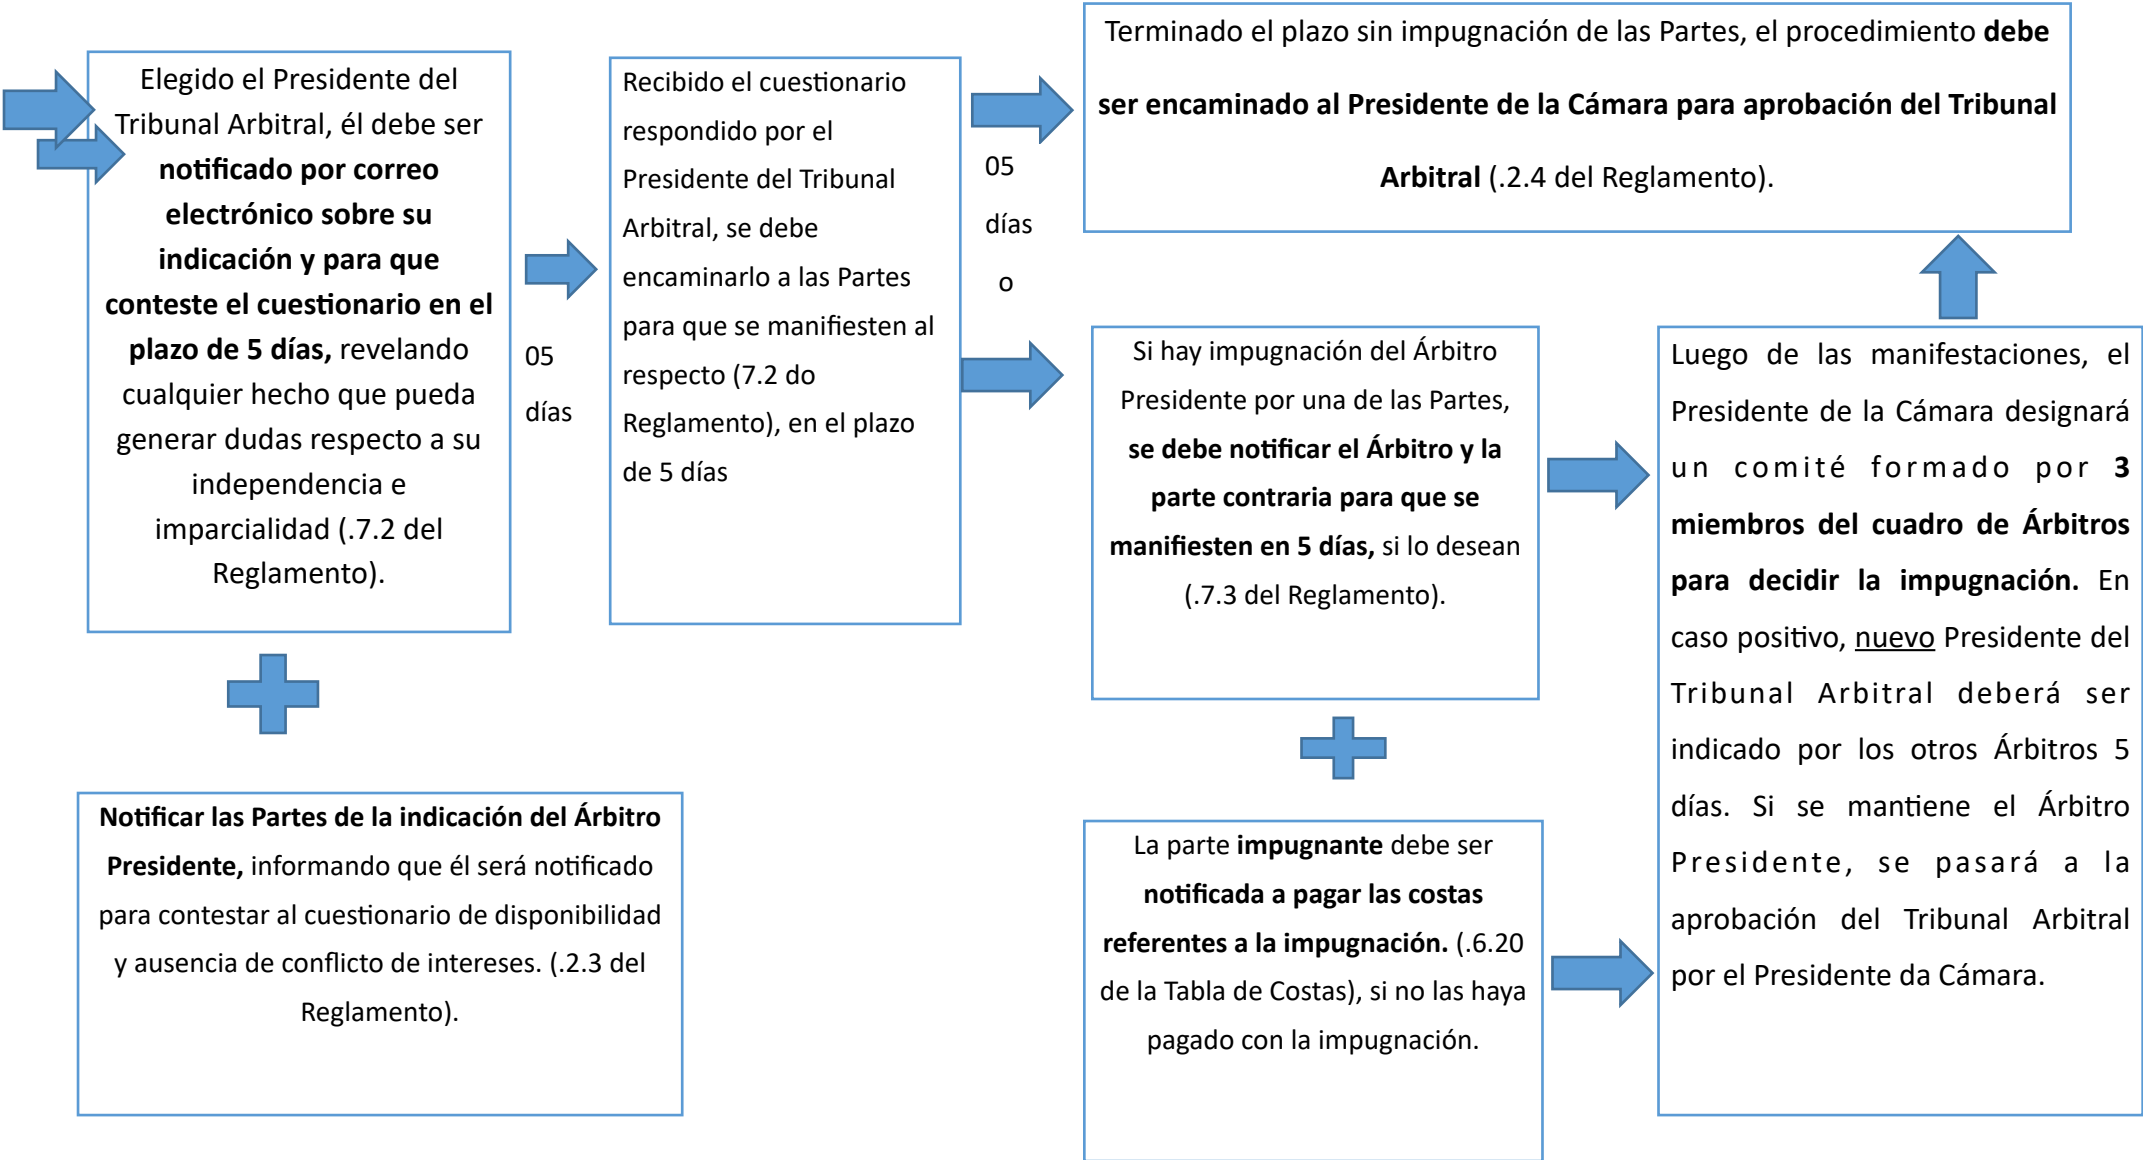 Elegido el Presidente del
Tribunal Arbitral, él debe ser
notificado por correo
electrónico sobre su
indicación y para que
conteste el cuestionario en el
plazo de 5 días, revelando
cualquier hecho que pueda
generar dudas respecto a su
independencia e
imparcialidad (.7.2 del
Reglamento).
Notificar las Partes de la indicación del Árbitro
Presidente, informando que él será notificado
para contestar al cuestionario de disponibilidad
y ausencia de conflicto de intereses. (.2.3 del
Reglamento).
05
días
Recibido el cuestionario
respondido por el
Presidente del Tribunal
Arbitral, se debe
encaminarlo a las Partes
para que se manifiesten al
respecto (7.2 do
Reglamento), en el plazo
de 5 días
05
días
o
Terminado el plazo sin impugnación de las Partes, el procedimiento debe
ser encaminado al Presidente de la Cámara para aprobación del Tribunal
Arbitral (.2.4 del Reglamento).
Si hay impugnación del Árbitro
Presidente por una de las Partes,
se debe notificar el Árbitro y la
parte contraria para que se
manifiesten en 5 días, si lo desean
(.7.3 del Reglamento).
La parte impugnante debe ser
notificada a pagar las costas
referentes a la impugnación. (.6.20
de la Tabla de Costas), si no las haya
pagado con la impugnación.
Luego de las manifestaciones, el
Presidente de la Cámara designará
un comité formado por 3
miembros del cuadro de Árbitros
para decidir la impugnación. En
caso positivo, nuevo Presidente del
Tribunal Arbitral deberá ser
indicado por los otros Árbitros 5
días. Si se mantiene el Árbitro
Presidente, se pasará a la
aprobación del Tribunal Arbitral
por el Presidente da Cámara.